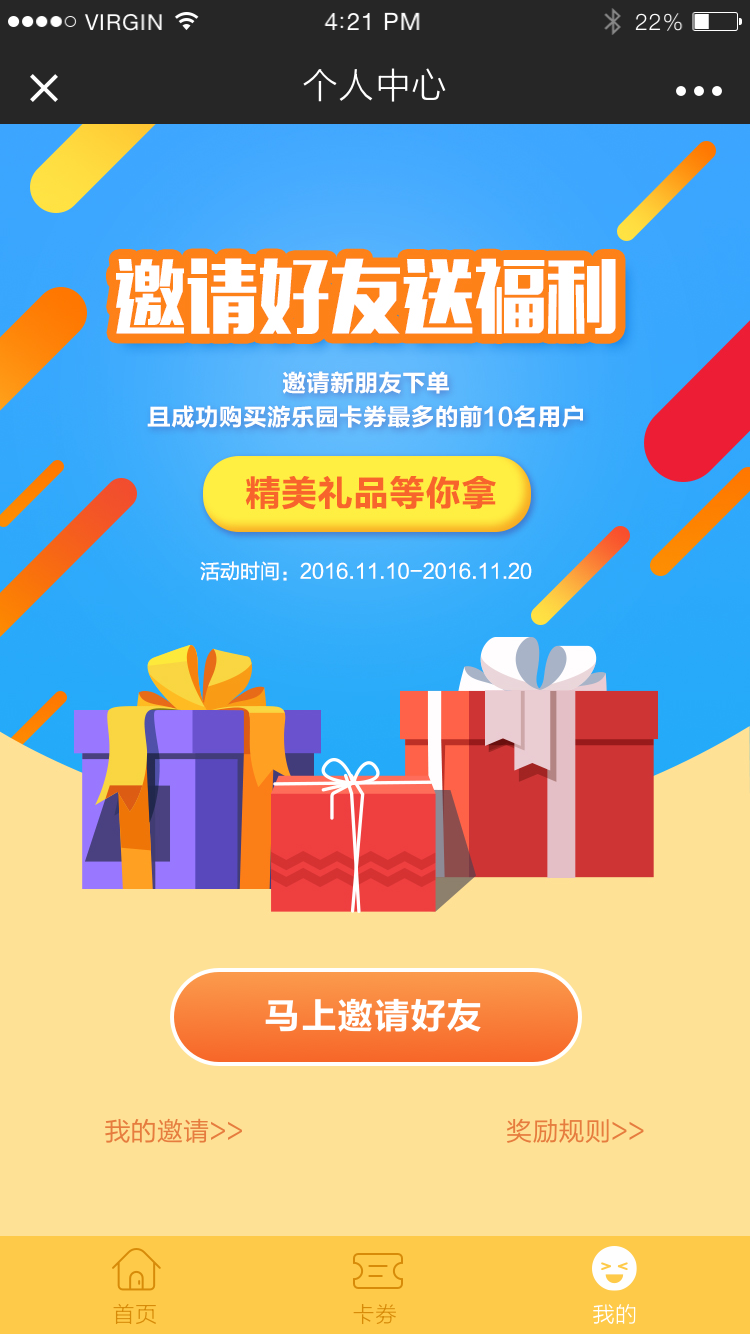 VIRGIN 4:21 PM 22%
个人中心
邀请好友送福利
邀请新朋友下单
且成功购买游乐园卡券最多的前10名用户
精美礼品等你拿
活动时间：2016.11.10-2016.11.20
马上邀请好友
我的邀请>> 奖励规则>>
首页 卡券 我的